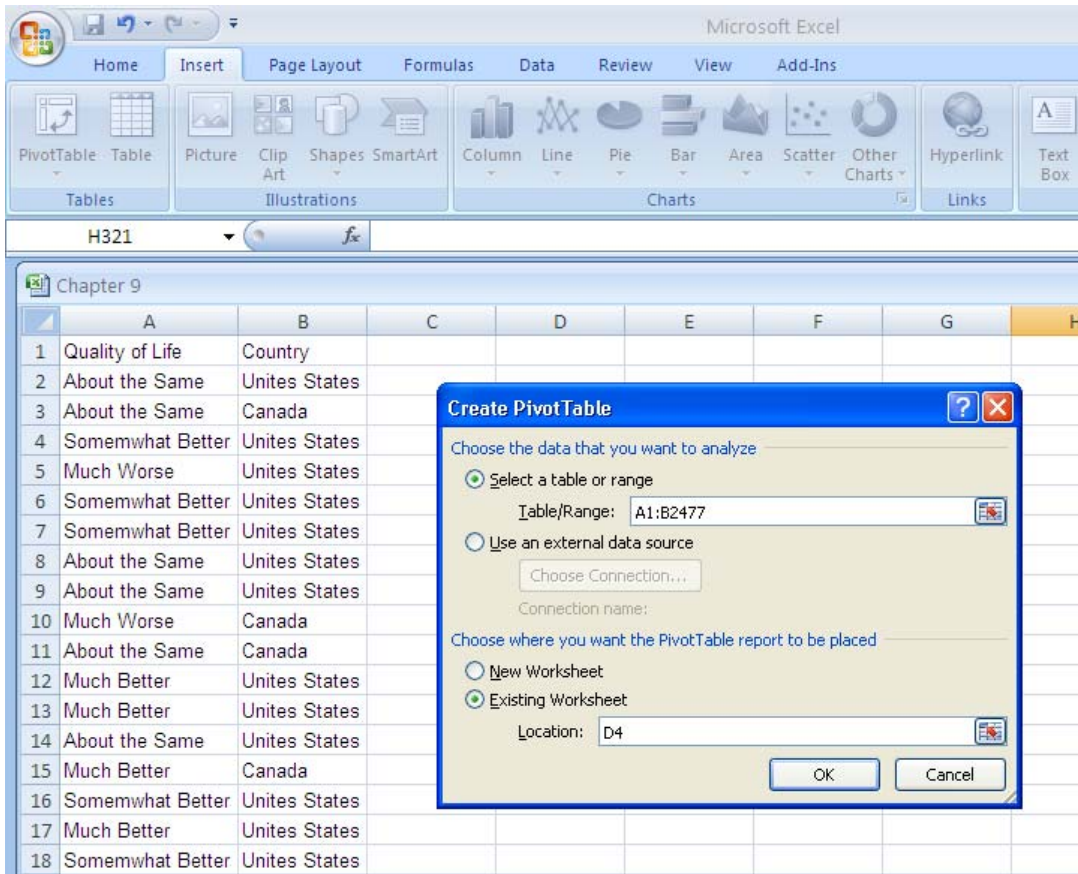 Microsoft Excel
Home Insert Page Layout Formulas Data Review View Add-Ins
PivotTable Table Picture Clip Art Shapes SmartArt Column Line Pie Bar Area Scatter Other Charts Hyperlink Text Box
Tables Illustrations Charts Links
H321 fx
Chapter 9
A B C D E F G H
1 Quality of Life Country
2 About the Same Unites States
3 About the Same Canada
4 Somemwhat Better Unites States
5 Much Worse Unites States
6 Somemwhat Better Unites States
7 Somemwhat Better Unites States
8 About the Same Unites States
9 About the Same Unites States
10 Much Worse Canada
11 About the Same Canada
12 Much Better Unites States
13 Much Better Unites States
14 About the Same Unites States
15 Much Better Canada
16 Somemwhat Better Unites States
17 Much Better Unites States
18 Somemwhat Better Unites States
Create PivotTable
Choose the data that you want to analyze
Select a table or range
Table/Range: A1:B2477
Use an external data source
Choose Connection...
Connection name:
Choose where you want the PivotTable report to be placed
New Worksheet
Existing Worksheet
Location: D4
OK Cancel